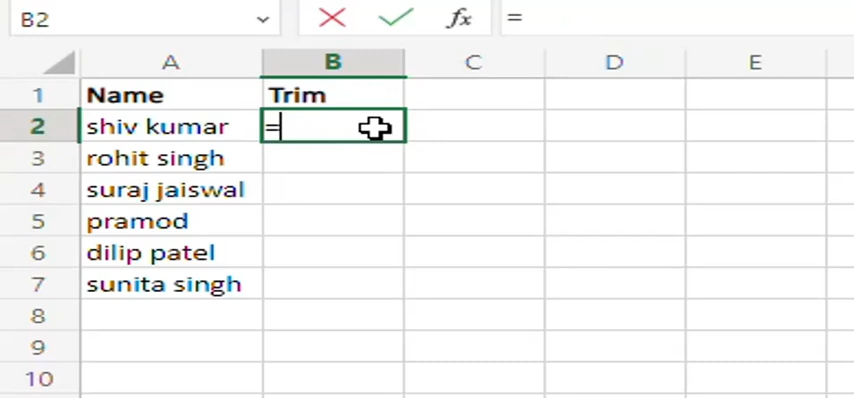 B2 fx =
A B C D E
1 Name Trim
2 shiv kumar =
3 rohit singh
4 suraj jaiswal
5 pramod
6 dilip patel
7 sunita singh
8
9
10